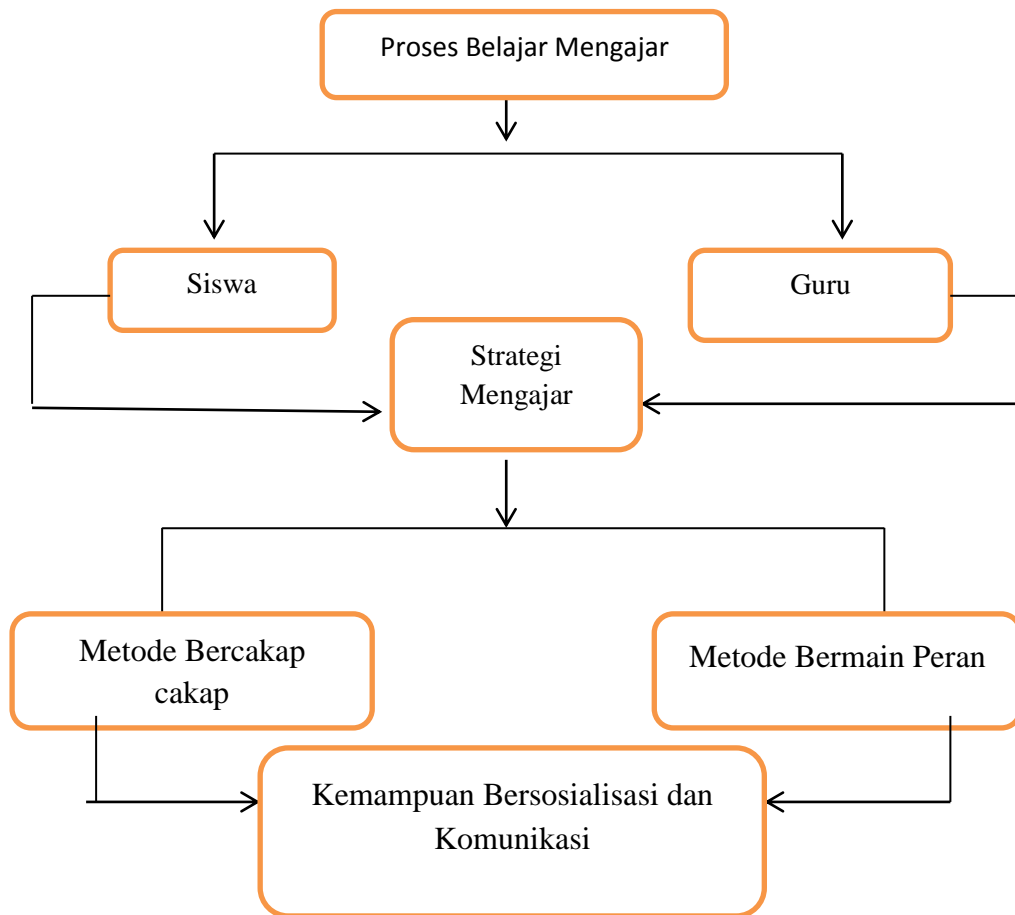 Proses Belajar Mengajar
Siswa
Guru
Strategi
Mengajar
Metode Bercakap
cakap
Metode Bermain Peran
Kemampuan Bersosialisasi dan
Komunikasi